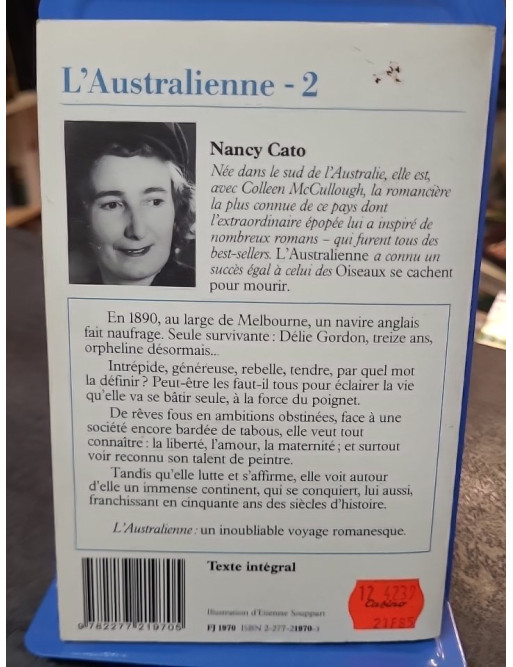 L'Australienne - 2
Nancy Cato
Née dans le sud de l'Australie, elle est,
avec Colleen McCullough, la romancière
la plus connue de ce pays dont
l'extraordinaire épopée lui a inspiré de
nombreux romans – qui furent tous des
best-sellers. L'Australienne a connu un
succès égal à celui des Oiseaux se cachent
pour mourir.
En 1890, au large de Melbourne, un navire anglais
fait naufrage. Seule survivante : Délie Gordon, treize ans,
orpheline désormais...
Intrépide, généreuse, rebelle, tendre, par quel mot
la définir ? Peut-être les faut-il tous pour éclairer la vie
qu'elle va se bâtir seule, à la force du poignet.
De rêves fous en ambitions obstinées, face à une
société encore bardée de tabous, elle veut tout
connaître : la liberté, l'amour, la maternité ; et surtout
voir reconnu son talent de peintre.
Tandis qu'elle lutte et s'affirme, elle voit autour
d'elle un immense continent, qui se conquiert, lui aussi,
franchissant en cinquante ans des siècles d'histoire.
L'Australienne : un inoubliable voyage romanesque.
Texte intégral
Illustration d'Etienne Souppart
9782277219705
FJ 1970 ISBN 2-277-21970-3
12 4239
Casino
21F85